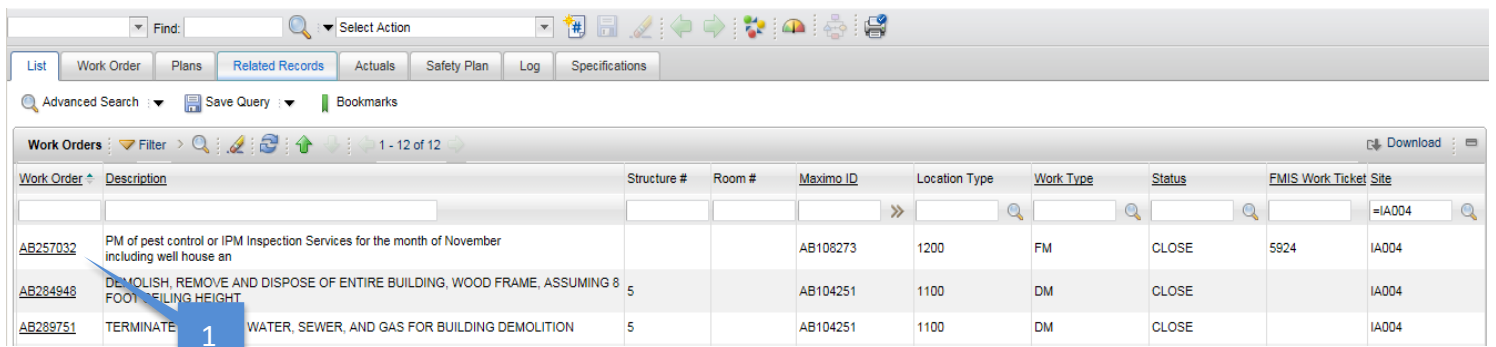 Find: Select Action
List Work Order Plans Related Records Actuals Safety Plan Log Specifications
Advanced Search Save Query Bookmarks
Work Orders Filter 1 - 12 of 12 Download
Work Order Description Structure # Room # Maximo ID Location Type Work Type Status FMIS Work Ticket Site
=IA004
AB257032 PM of pest control or IPM Inspection Services for the month of November AB108273 1200 FM CLOSE 5924 IA004
including well house an
AB284948 DEMOLISH, REMOVE AND DISPOSE OF ENTIRE BUILDING, WOOD FRAME, ASSUMING 8 5 AB104251 1100 DM CLOSE IA004
FOOT CEILING HEIGHT
AB289751 TERMINATE WATER, SEWER, AND GAS FOR BUILDING DEMOLITION 5 AB104251 1100 DM CLOSE IA004
1